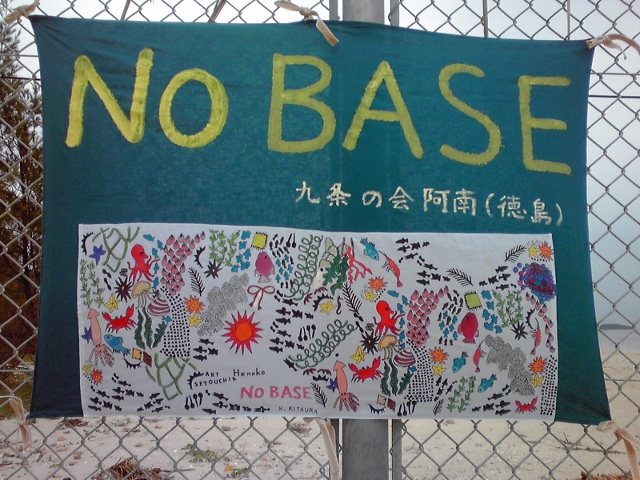 NO BASE
九条の会阿南(徳島)
ART Henoko
SETOUCHI &
NO BASE
K. KITAURA